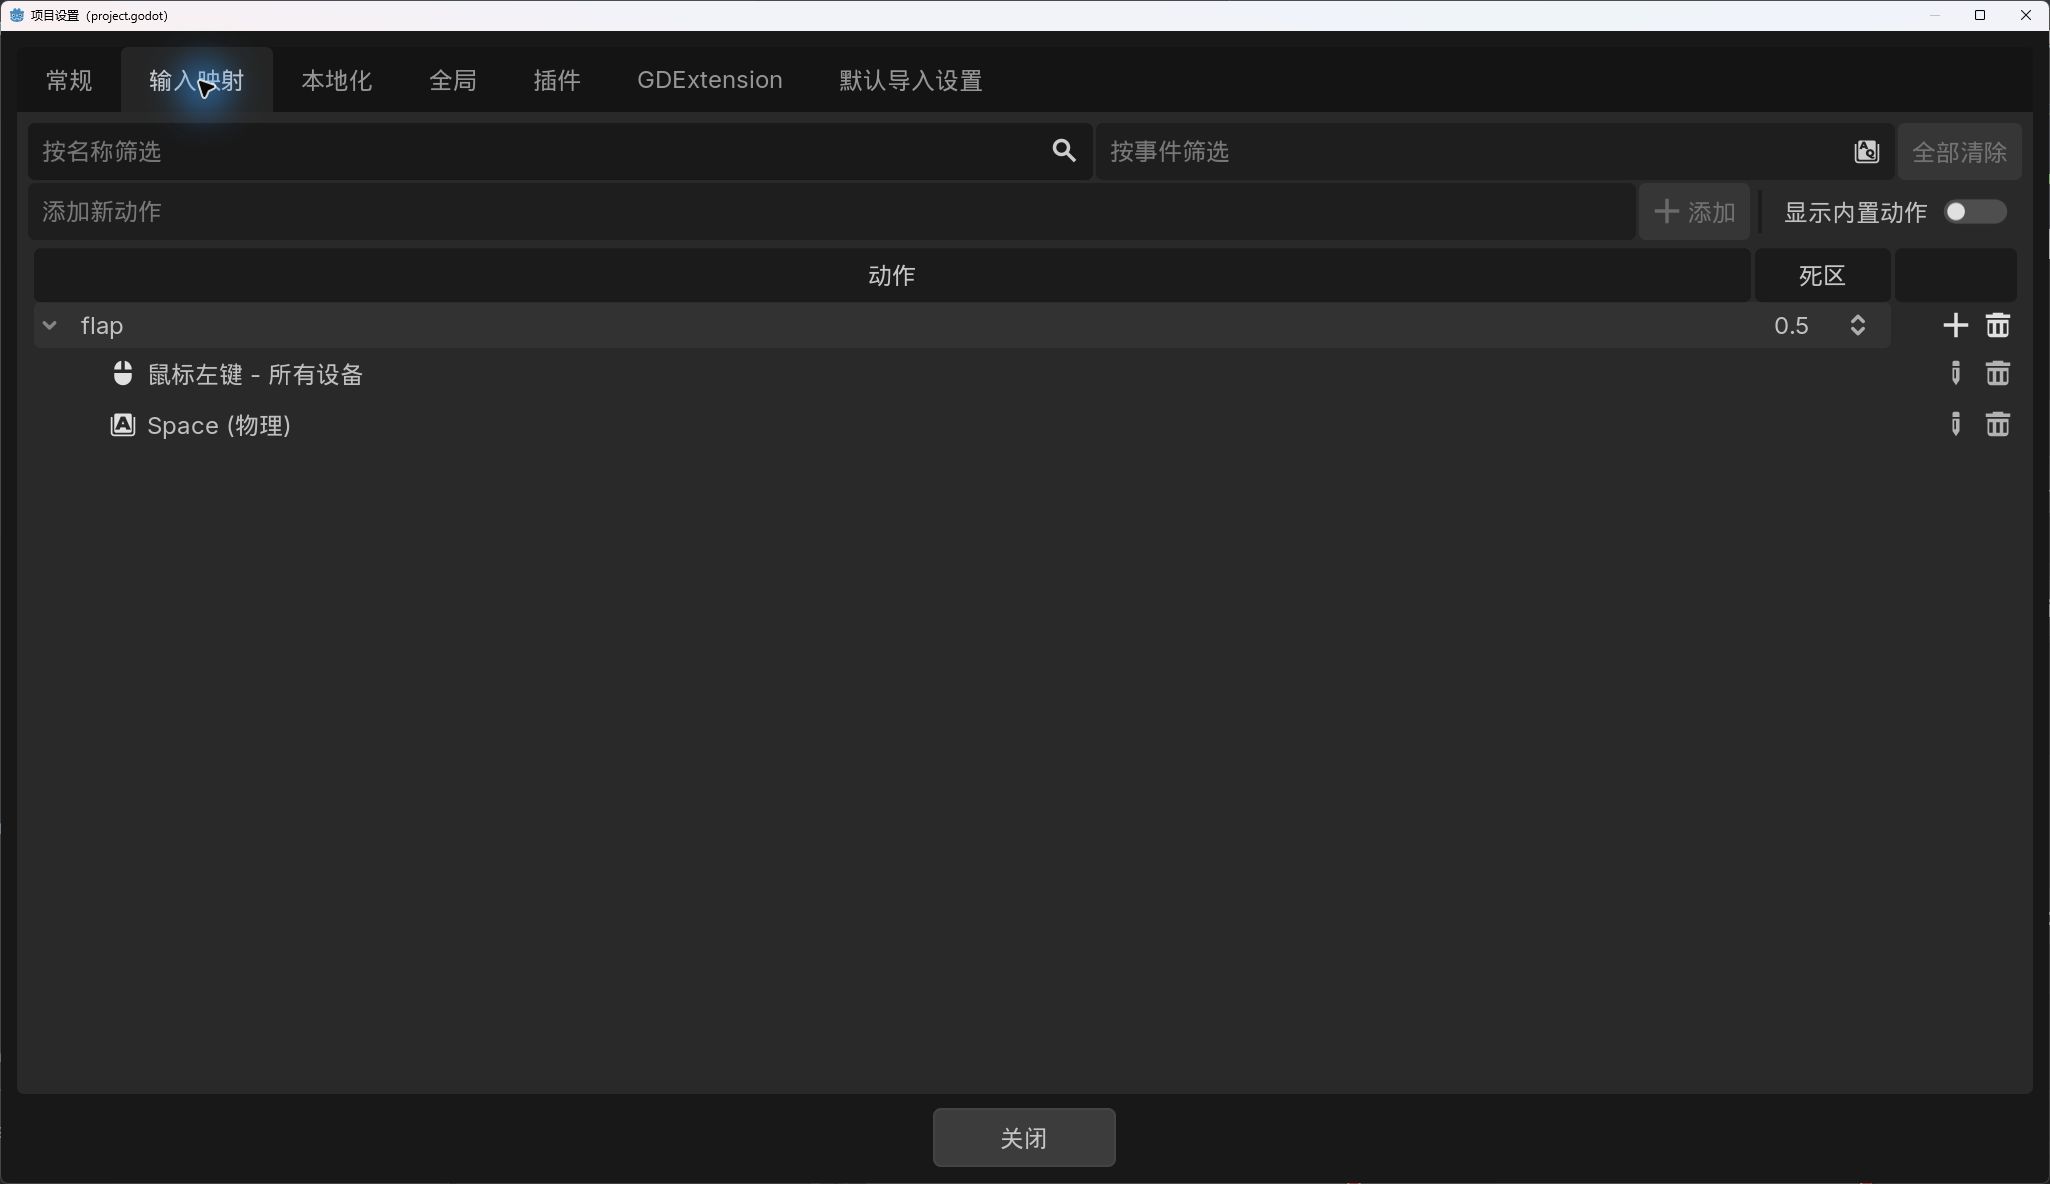 项目设置（project.godot）
常规 输入映射 本地化 全局 插件 GDExtension 默认导入设置
按名称筛选 按事件筛选 全部清除
添加新动作 添加 显示内置动作
动作 死区
flap 0.5
鼠标左键 - 所有设备
Space (物理)
关闭